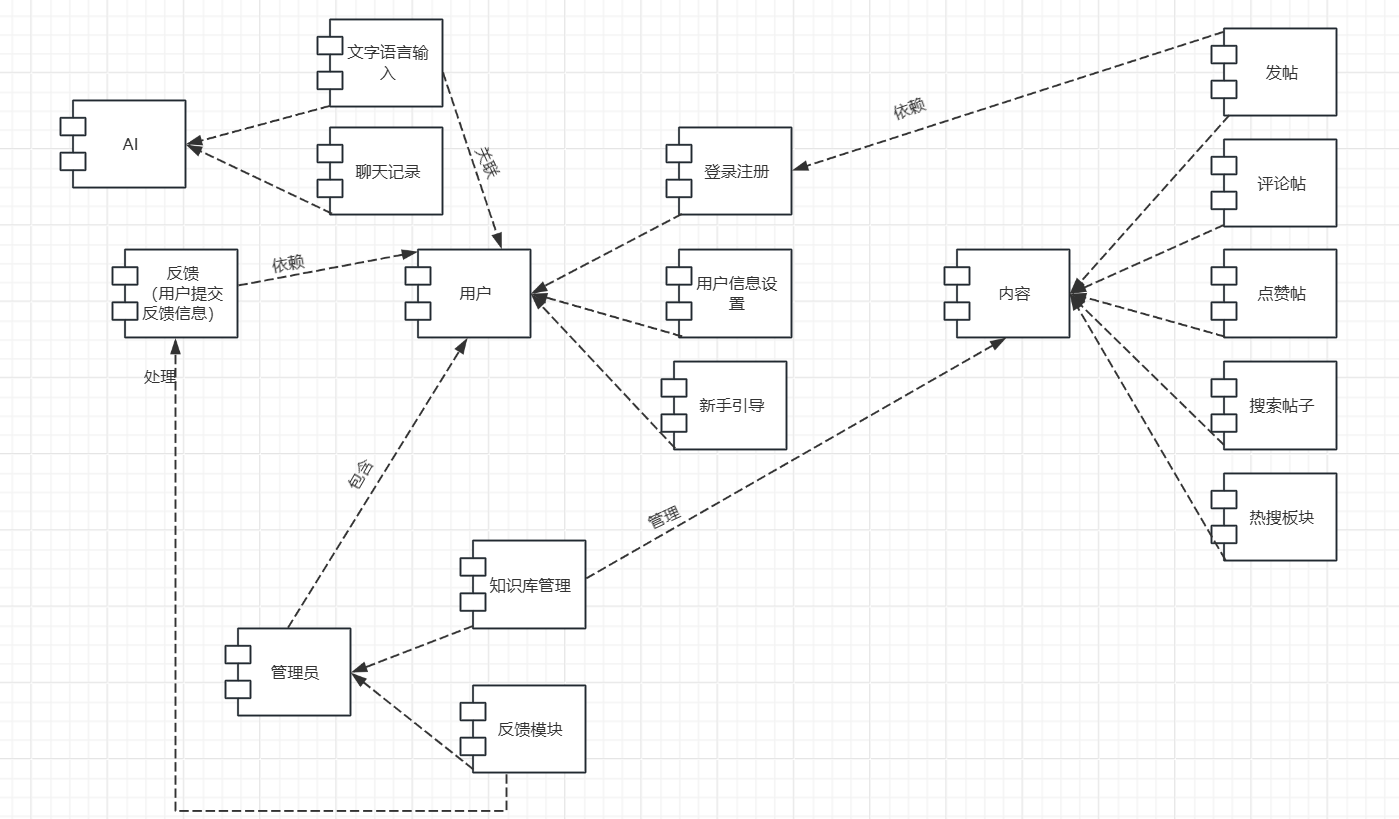 文字语言输
入
发帖
依赖
AI
关联
聊天记录
登录注册
评论帖
反馈
（用户提交
反馈信息）
依赖
用户
用户信息设
置
内容
点赞帖
处理
新手引导
搜索帖子
包含
管理
热搜板块
知识库管理
管理员
反馈模块